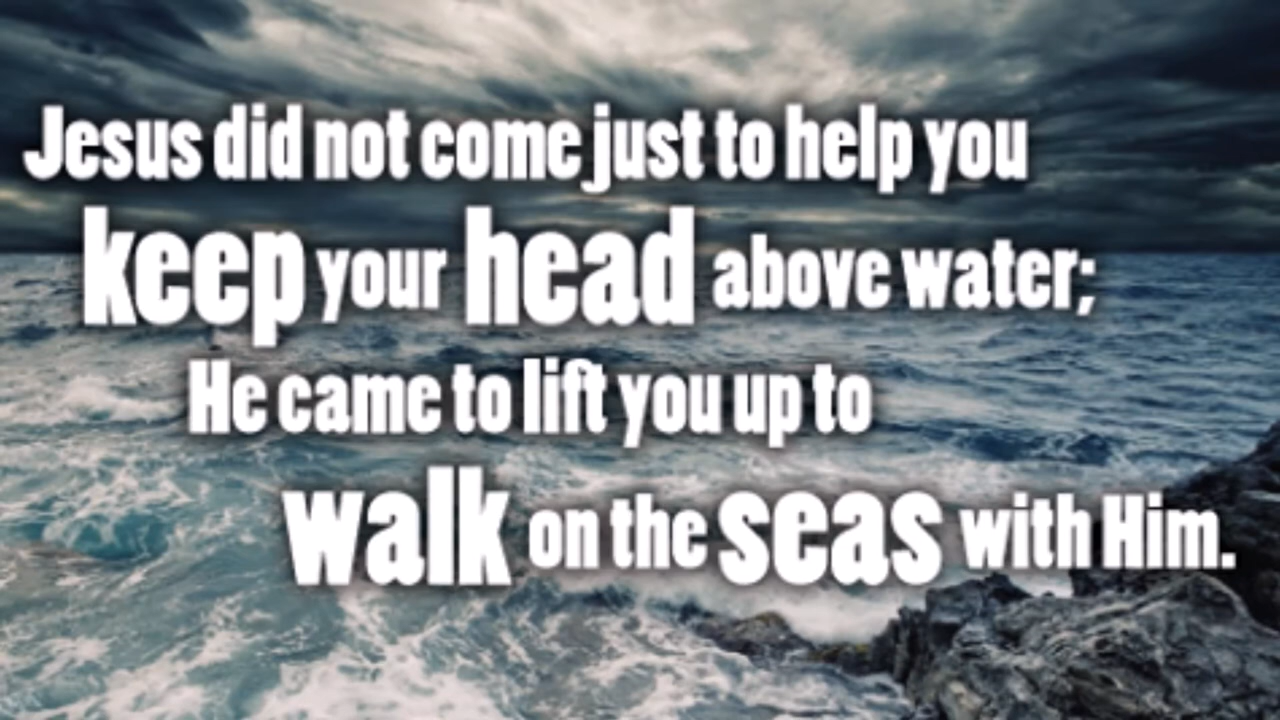 Jesus did not come just to help you
keep your head above water;
He came to lift you up to
walk on the seas with Him.